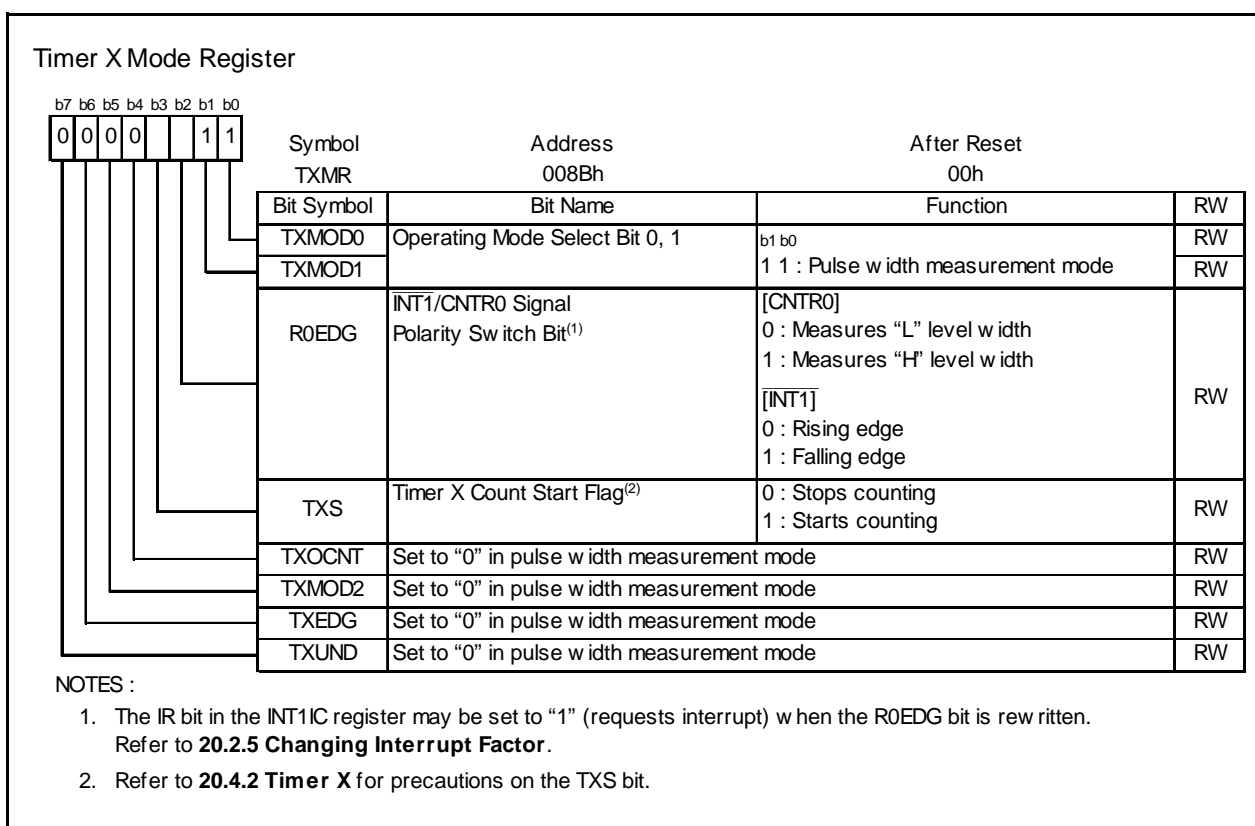 Timer X Mode Register
b7 b6 b5 b4 b3 b2 b1 b0
0 0 0 0 1 1
Symbol Address After Reset
TXMR 008Bh 00h
Bit Symbol Bit Name Function RW
TXMOD0 Operating Mode Select Bit 0, 1 b1 b0 RW
TXMOD1 1 1 : Pulse width measurement mode RW
R0EDG INT1/CNTR0 Signal
Polarity Switch Bit(1)
[CNTR0]
0 : Measures “L” level width
1 : Measures “H” level width
[INT1]
0 : Rising edge
1 : Falling edge
RW
TXS Timer X Count Start Flag(2) 0 : Stops counting
1 : Starts counting
RW
TXOCNT Set to “0” in pulse width measurement mode RW
TXMOD2 Set to “0” in pulse width measurement mode RW
TXEDG Set to “0” in pulse width measurement mode RW
TXUND Set to “0” in pulse width measurement mode RW
NOTES :
1. The IR bit in the INT1IC register may be set to “1” (requests interrupt) when the R0EDG bit is rewritten.
Refer to 20.2.5 Changing Interrupt Factor.
2. Refer to 20.4.2 Timer X for precautions on the TXS bit.